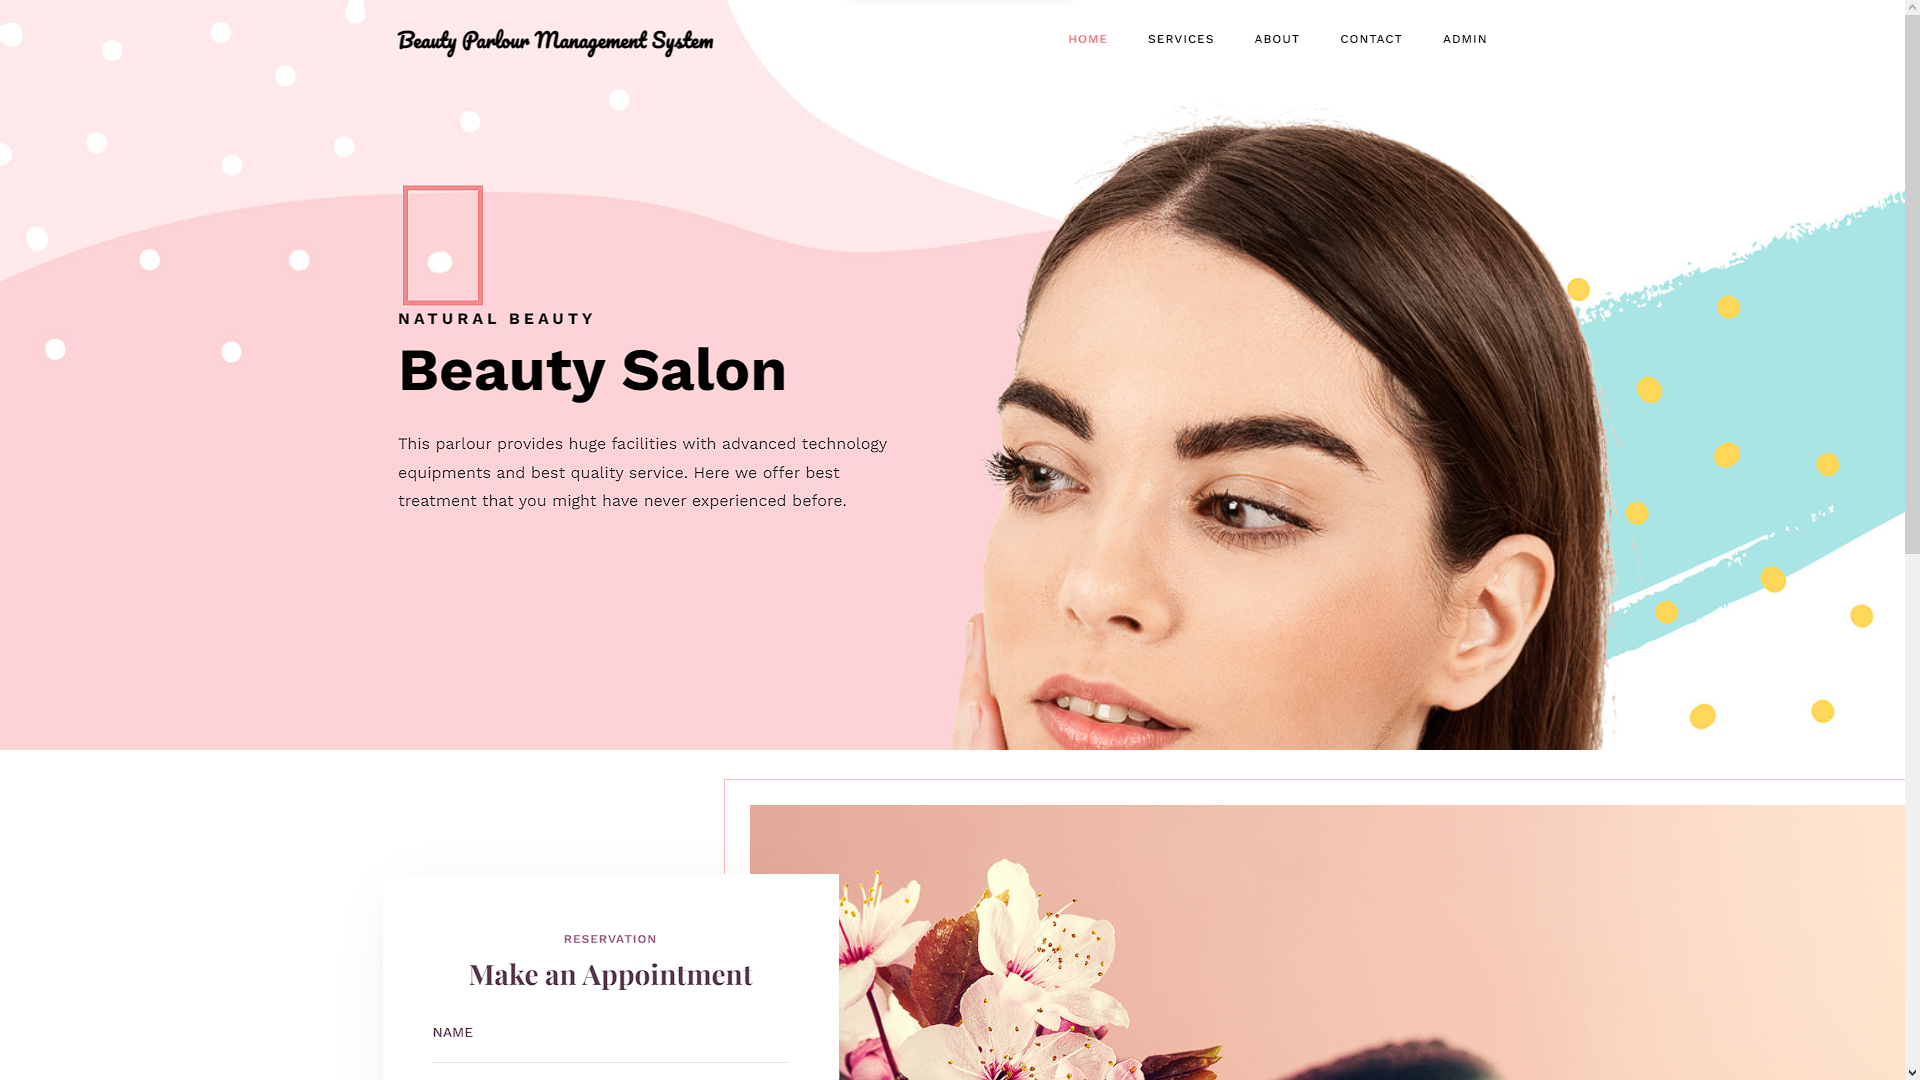 Beauty Parlour Management System
HOME SERVICES ABOUT CONTACT ADMIN
NATURAL BEAUTY
Beauty Salon
This parlour provides huge facilities with advanced technology
equipments and best quality service. Here we offer best
treatment that you might have never experienced before.
RESERVATION
Make an Appointment
NAME